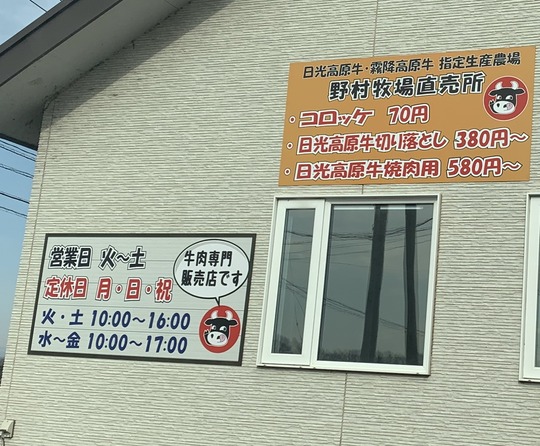 日光高原牛・霧降高原牛 指定生産農場
野村牧場直売所
・コロッケ 70円
・日光高原牛切り落とし 380円～
・日光高原牛焼肉用 580円～
営業日 火～土
定休日 月・日・祝
火・土 10:00～16:00
水～金 10:00～17:00
牛肉専門
販売店です